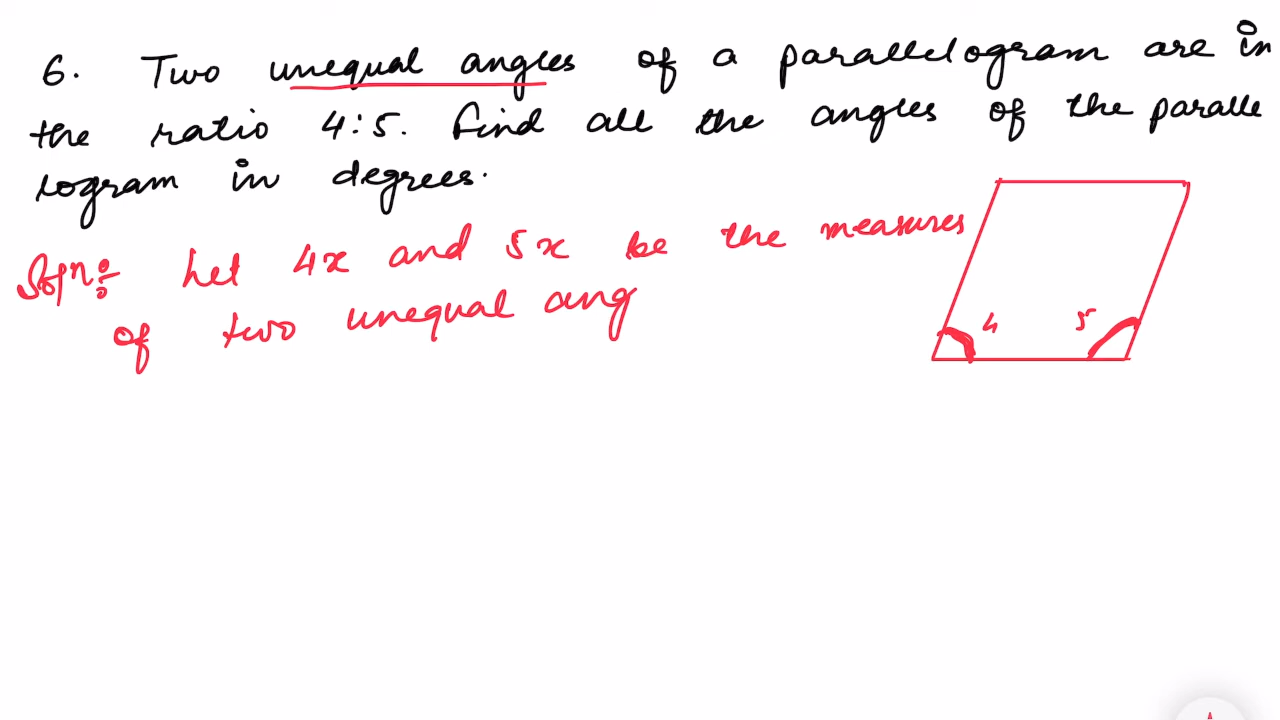 6. Two unequal angles of a parallelogram are in
the ratio 4:5. Find all the angles of the paralle
logram in degrees.
Sol^n: Let 4x and 5x be the measures
of two unequal ang
4 5